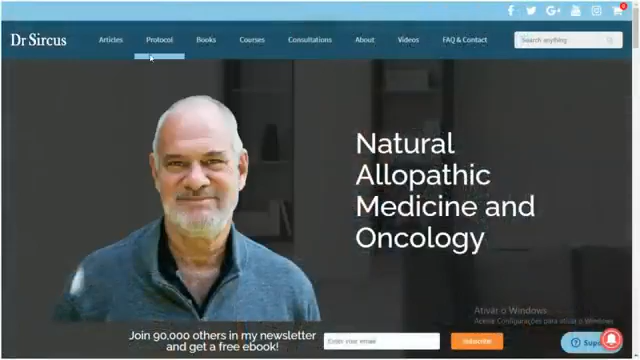 0
Dr Sircus
Articles
Protocol
Books
Courses
Consultations
About
Videos
FAQ & Contact
Search anything
Natural
Allopathic
Medicine and
Oncology
Ativar o Windows
Acesse Configurações para ativar o Windows.
Join 90,000 others in my newsletter
and get a free ebook!
Enter your email
Subscribe